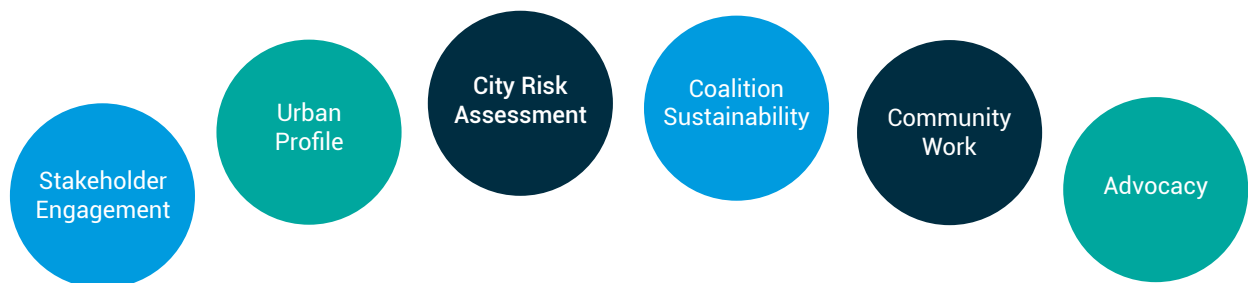 Stakeholder
Engagement
Urban
Profile
City Risk
Assessment
Coalition
Sustainability
Community
Work
Advocacy